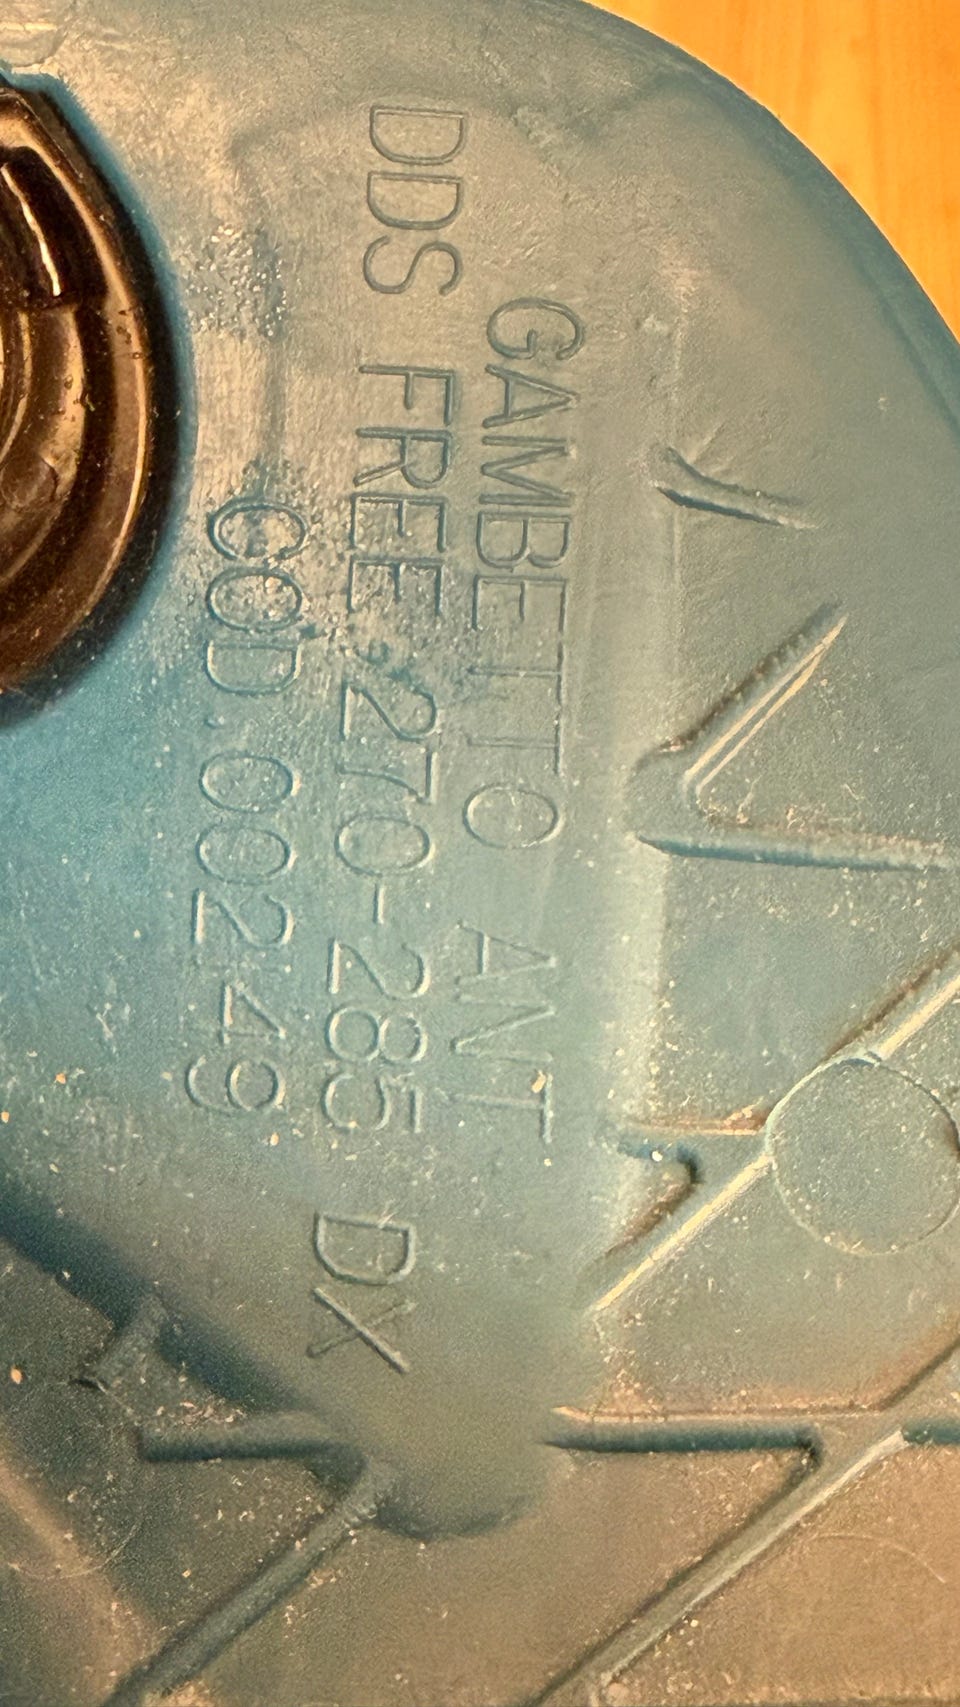 GAMBETTO ANT
DDS FREE 270-285 DX
COD.00249